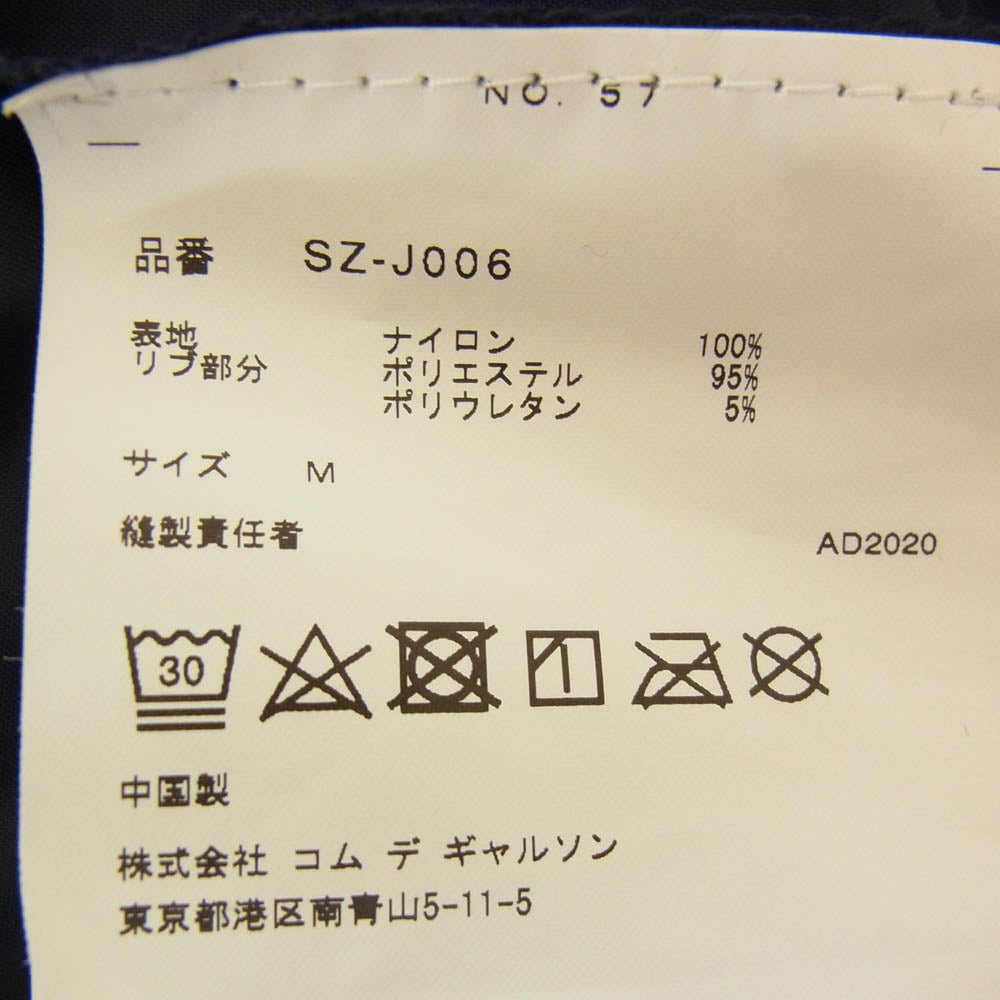 NO. 57
品番 SZ-J006
表地 ナイロン 100%
リブ部分 ポリエステル 95%
ポリウレタン 5%
サイズ M
縫製責任者
AD2020
30
中国製
株式会社 コム デ ギャルソン
東京都港区南青山5-11-5